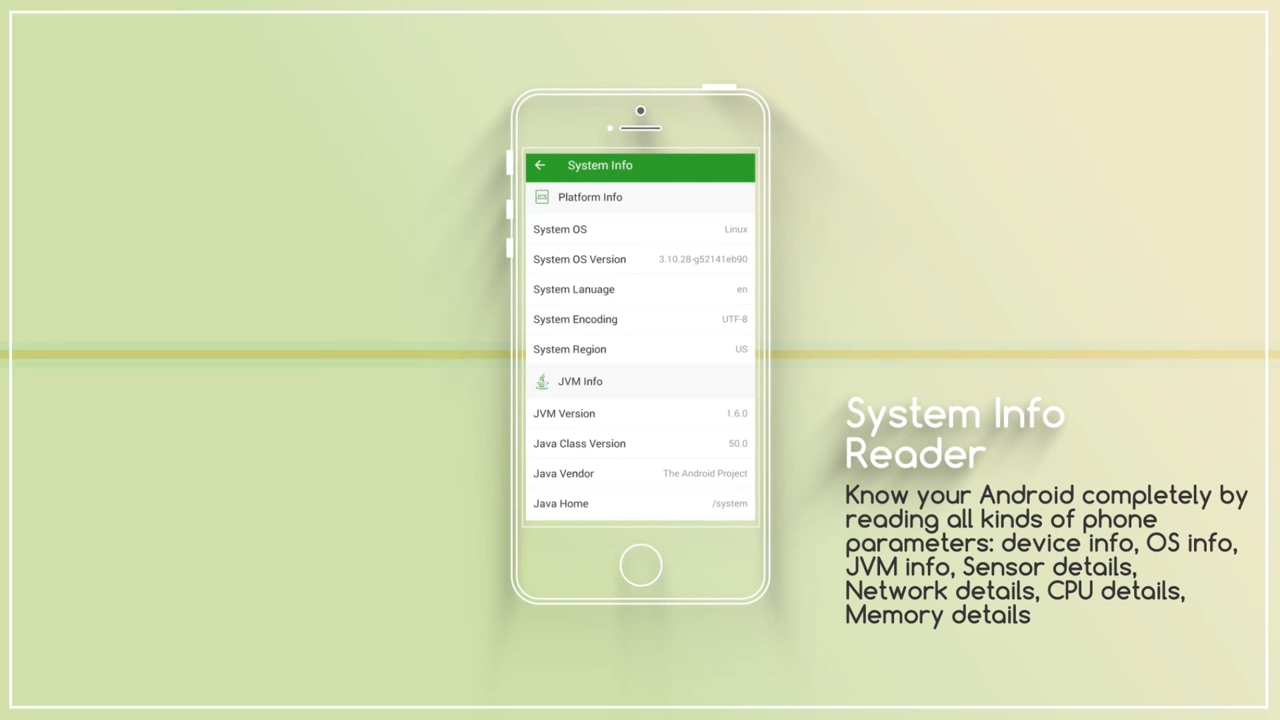 System Info
Platform Info
System OS Linux
System OS Version 3.10.28-g52141eb90
System Lanuage en
System Encoding UTF-8
System Region US
JVM Info
JVM Version 1.6.0
Java Class Version 50.0
Java Vendor The Android Project
Java Home /system
System Info
Reader
Know your Android completely by
reading all kinds of phone
parameters: device info, OS info,
JVM info, Sensor details,
Network details, CPU details,
Memory details